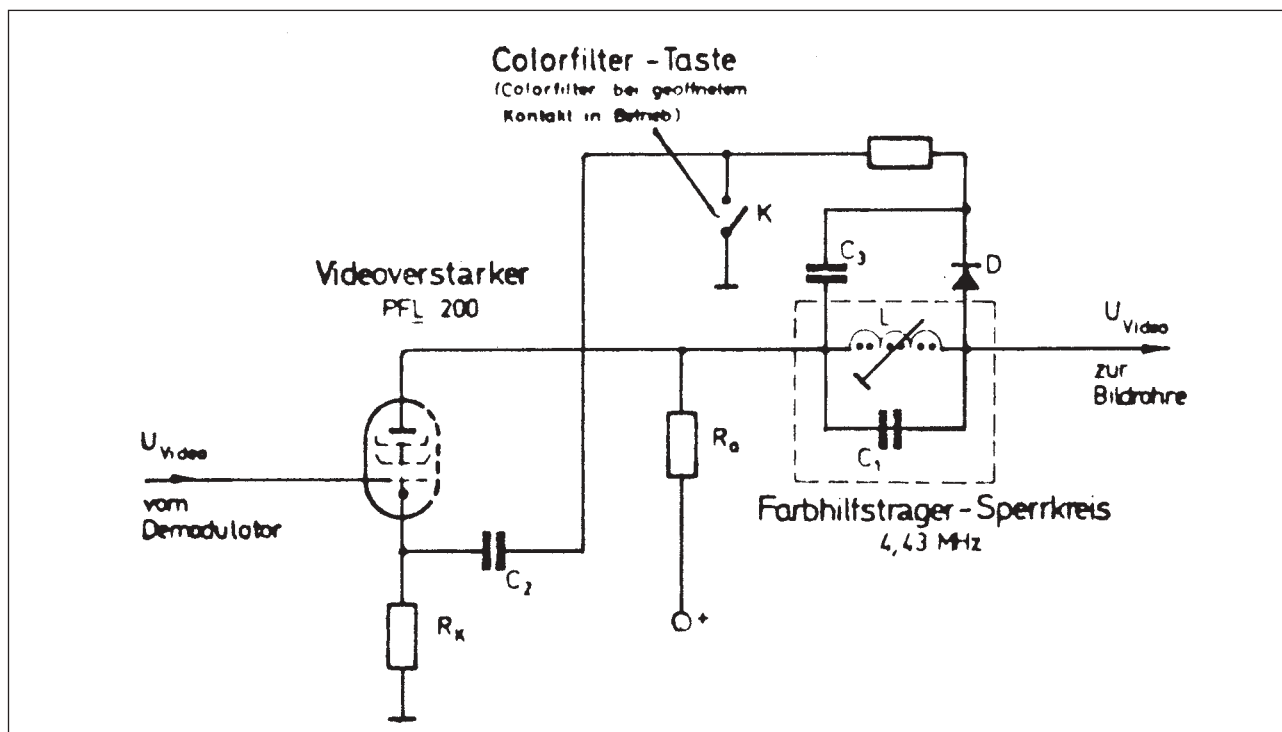 Colorfilter - Taste
(Colorfilter bei geöffnetem
Kontakt in Betrieb)
K
C3
D
Videoverstärker
PFL 200
L
UVideo
zur
Bildröhre
UVideo
vom
Demodulator
Ra
C1
Farbhilfsträger - Sperrkreis
4,43 MHz
C2
RK
+